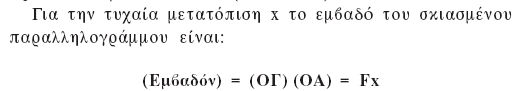 Για την τυχαία μετατόπιση x το εμβαδό του σκιασμένου
παραλληλογράμμου είναι:
(Εμβαδόν) = (ΟΓ) (ΟΑ) = Fx